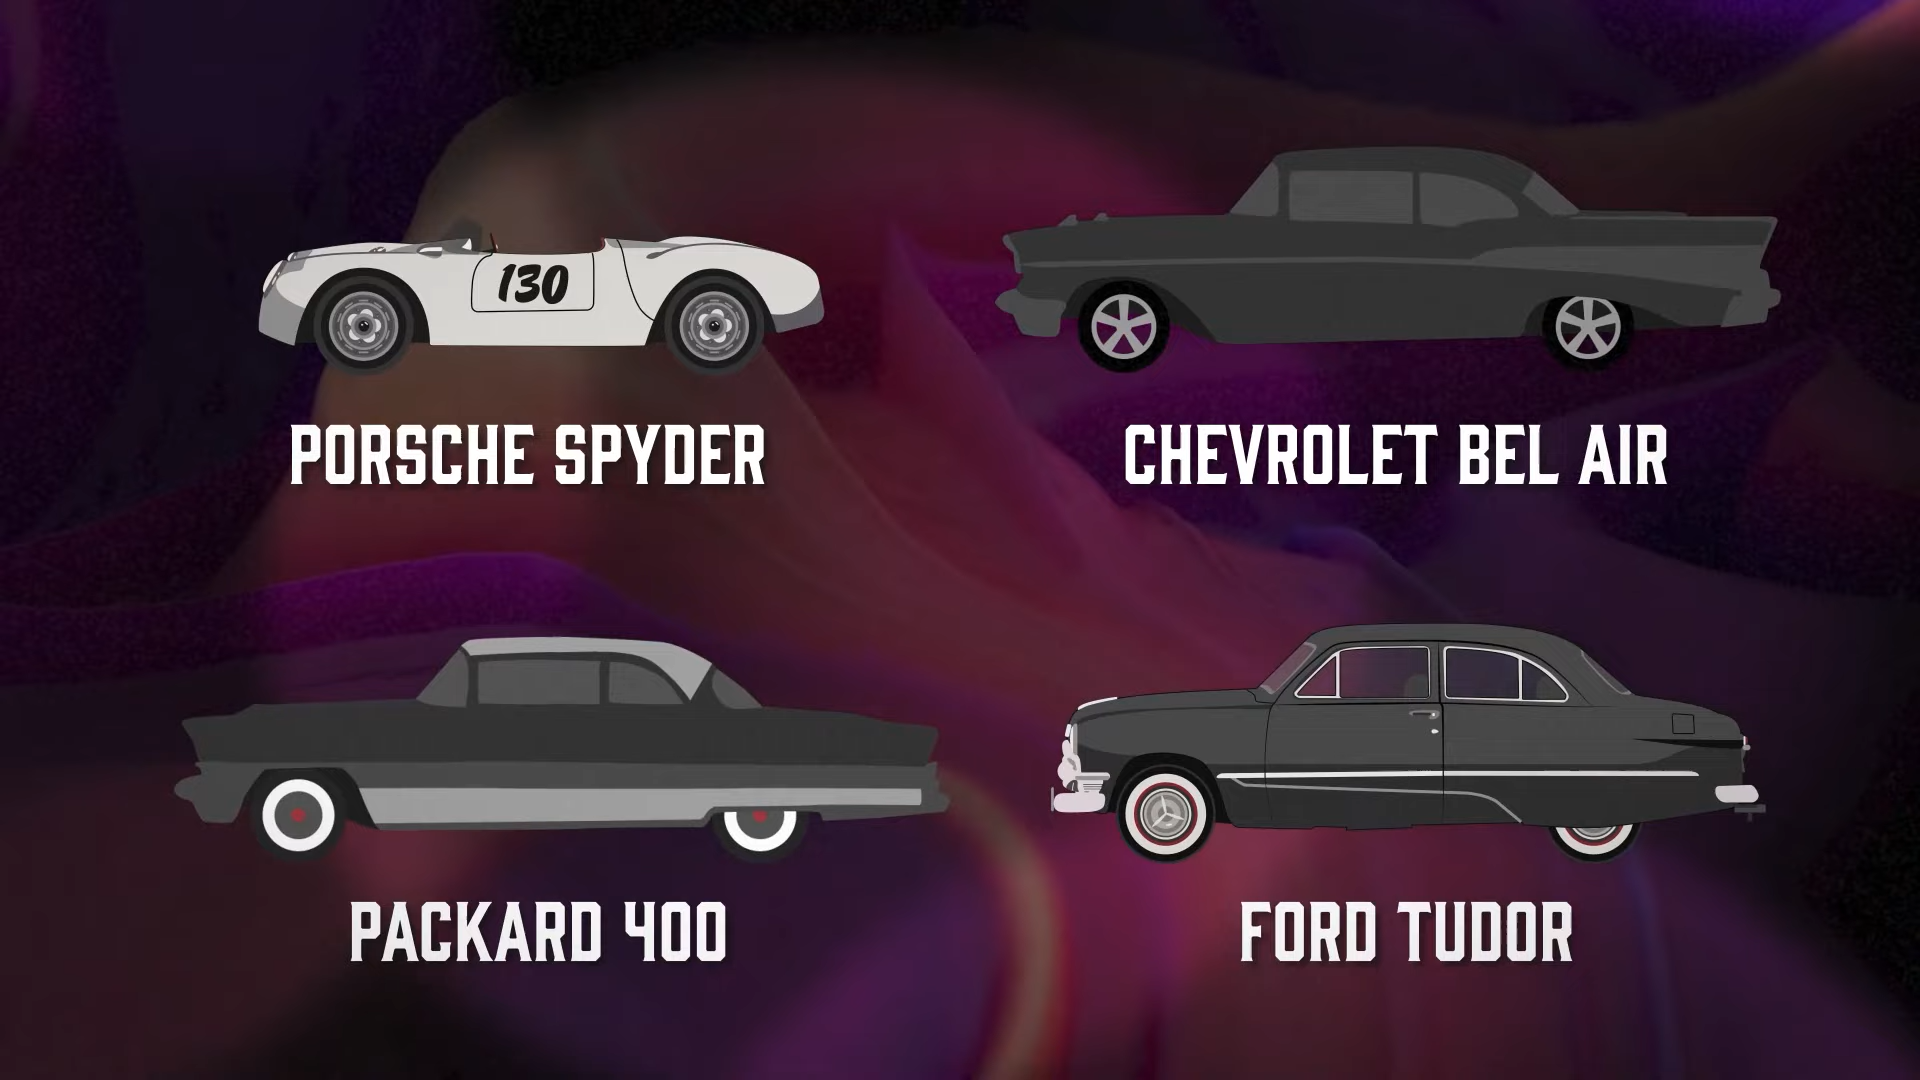 130
PORSCHE SPYDER
CHEVROLET BEL AIR
PACKARD 400
FORD TUDOR